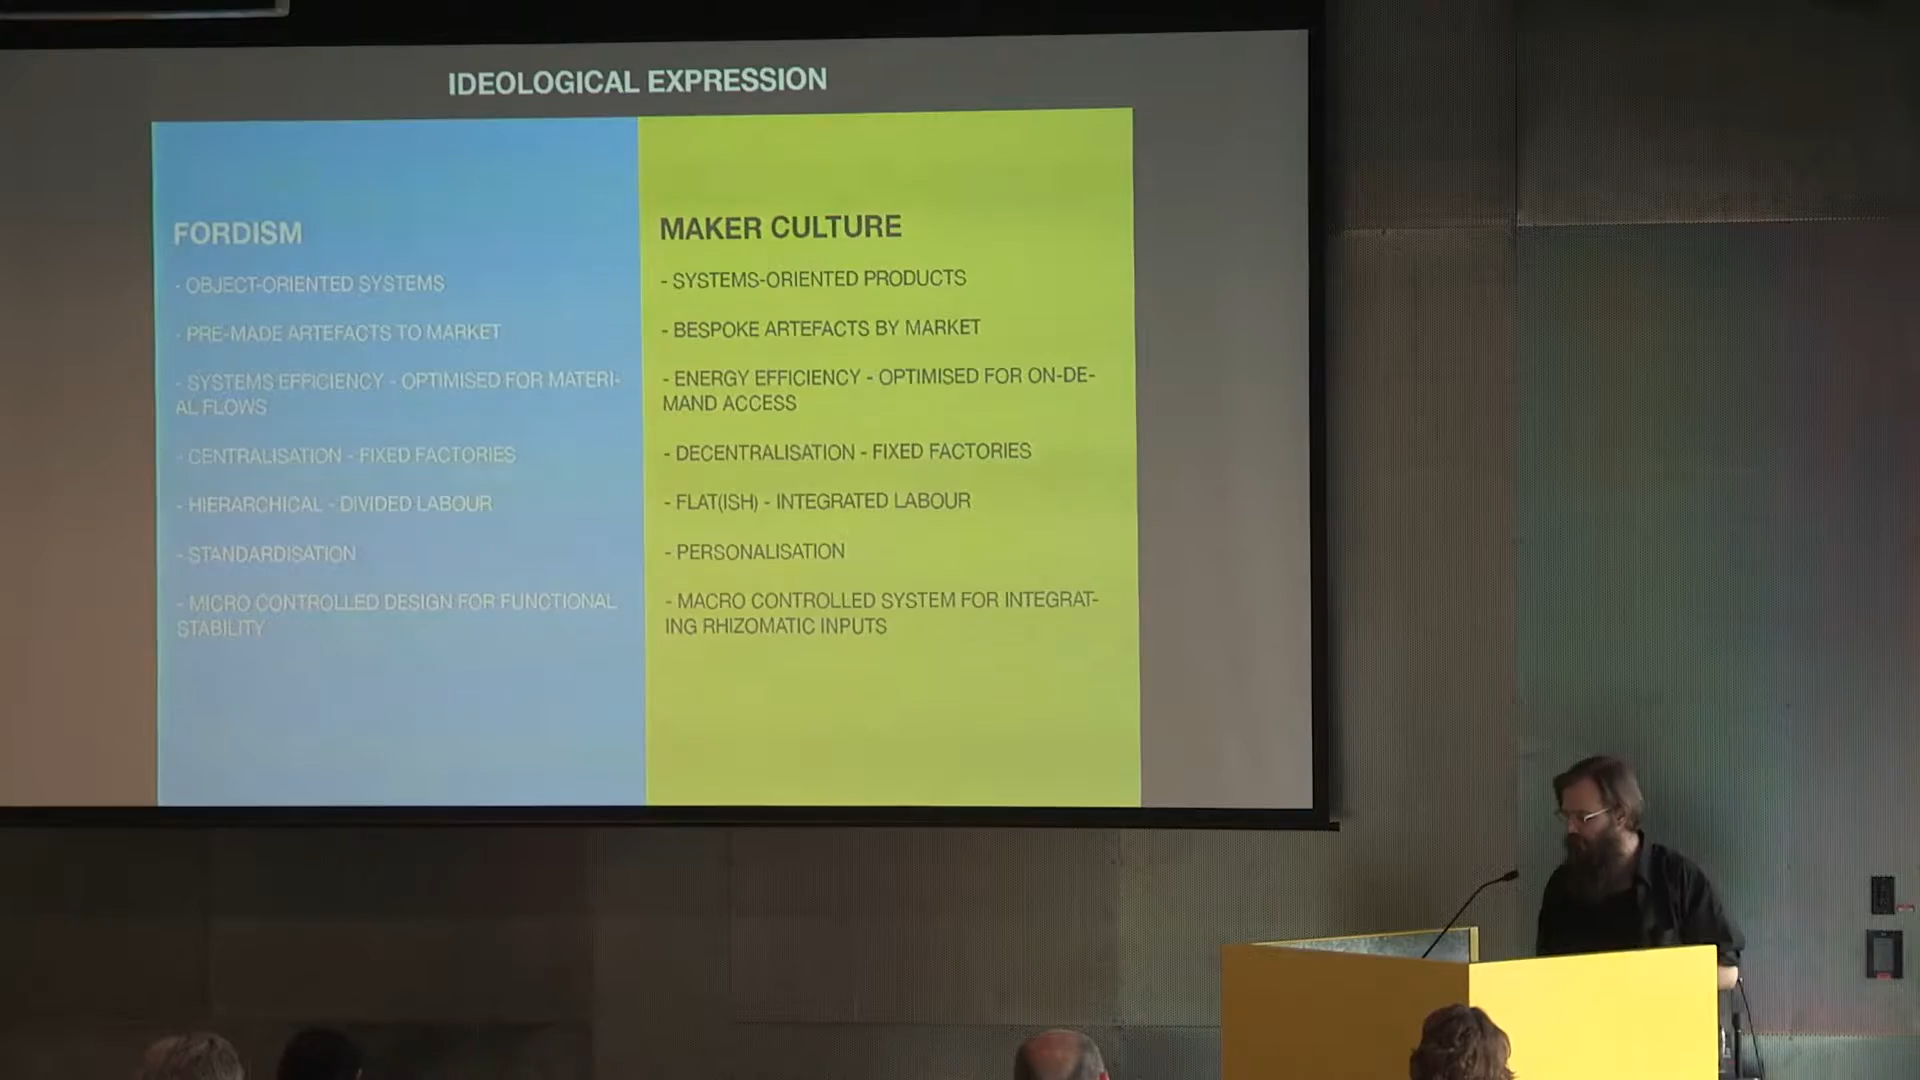 IDEOLOGICAL EXPRESSION
FORDISM
- OBJECT-ORIENTED SYSTEMS
- PRE-MADE ARTEFACTS TO MARKET
- SYSTEMS EFFICIENCY - OPTIMISED FOR MATERI-
AL FLOWS
- CENTRALISATION - FIXED FACTORIES
- HIERARCHICAL - DIVIDED LABOUR
- STANDARDISATION
- MICRO CONTROLLED DESIGN FOR FUNCTIONAL
STABILITY
MAKER CULTURE
- SYSTEMS-ORIENTED PRODUCTS
- BESPOKE ARTEFACTS BY MARKET
- ENERGY EFFICIENCY - OPTIMISED FOR ON-DE-
MAND ACCESS
- DECENTRALISATION - FIXED FACTORIES
- FLAT(ISH) - INTEGRATED LABOUR
- PERSONALISATION
- MACRO CONTROLLED SYSTEM FOR INTEGRAT-
ING RHIZOMATIC INPUTS